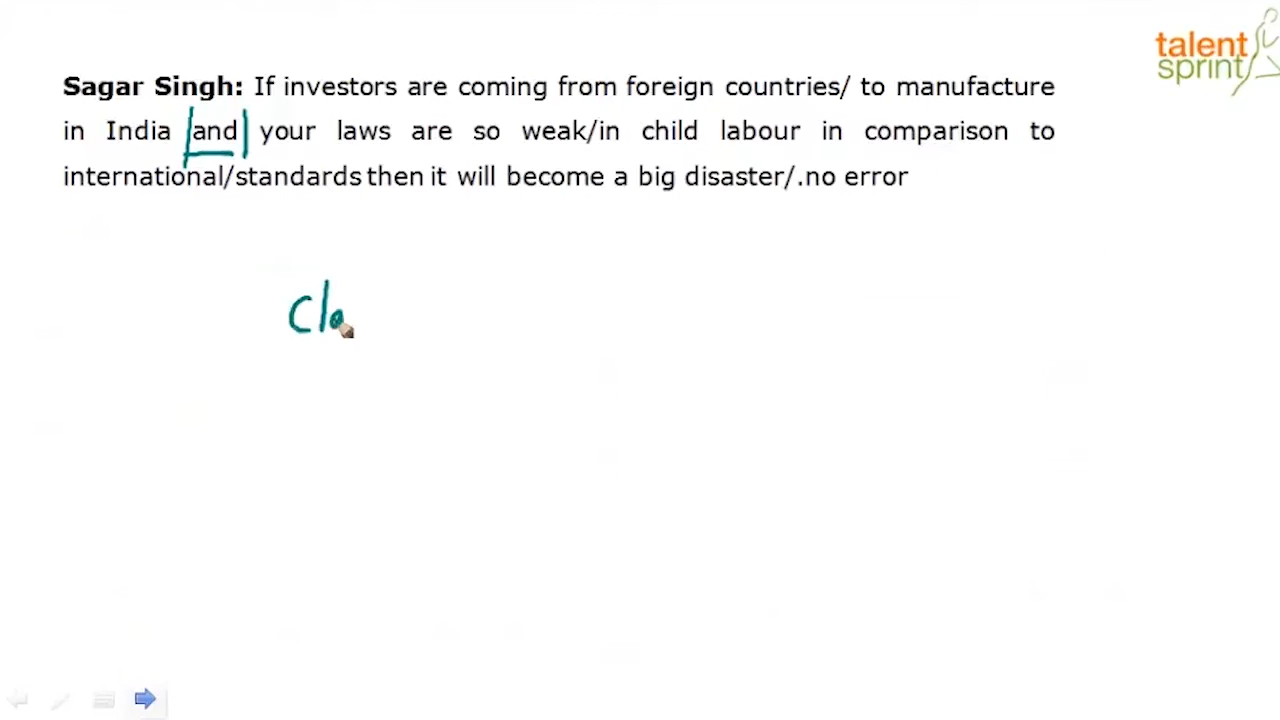 talent
sprint
Sagar Singh: If investors are coming from foreign countries/ to manufacture
in India and your laws are so weak/in child labour in comparison to
international/standards then it will become a big disaster/.no error
Cla